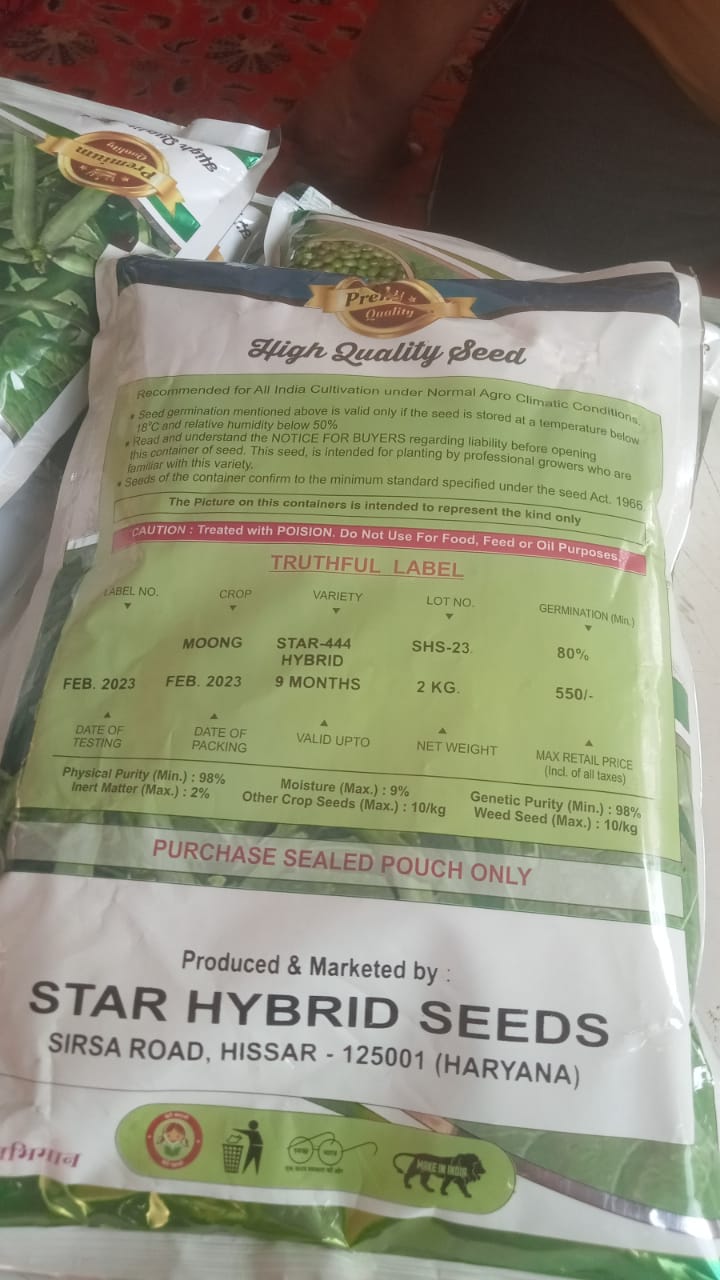 High Quality
Premium
Quality
Quality
High Quality Seed
Recommended for All India Cultivation under Normal Agro Climatic Conditions.
• Seed germination mentioned above is valid only if the seed is stored at a temperature below
18°C and relative humidity below 50%
• Read and understand the NOTICE FOR BUYERS regarding liability before opening
this container of seed. This seed, is intended for planting by professional growers who are
familiar with this variety.
• Seeds of the container confirm to the minimum standard specified under the seed Act. 1966.
The Picture on this containers is intended to represent the kind only
CAUTION : Treated with POISION. Do Not Use For Food, Feed or Oil Purposes.
TRUTHFUL LABEL
LABEL NO. CROP VARIETY LOT NO. GERMINATION (Min.)
MOONG STAR-444 HYBRID SHS-23. 80%
FEB. 2023 FEB. 2023 9 MONTHS 2 KG. 550/-
DATE OF TESTING DATE OF PACKING VALID UPTO NET WEIGHT MAX RETAIL PRICE (Incl. of all taxes)
Physical Purity (Min.) : 98% Moisture (Max.) : 9% Genetic Purity (Min.) : 98%
Inert Matter (Max.) : 2% Other Crop Seeds (Max.) : 10/kg Weed Seed (Max.) : 10/kg
PURCHASE SEALED POUCH ONLY
Produced & Marketed by :
STAR HYBRID SEEDS
SIRSA ROAD, HISSAR - 125001 (HARYANA)
MAKE IN INDIA